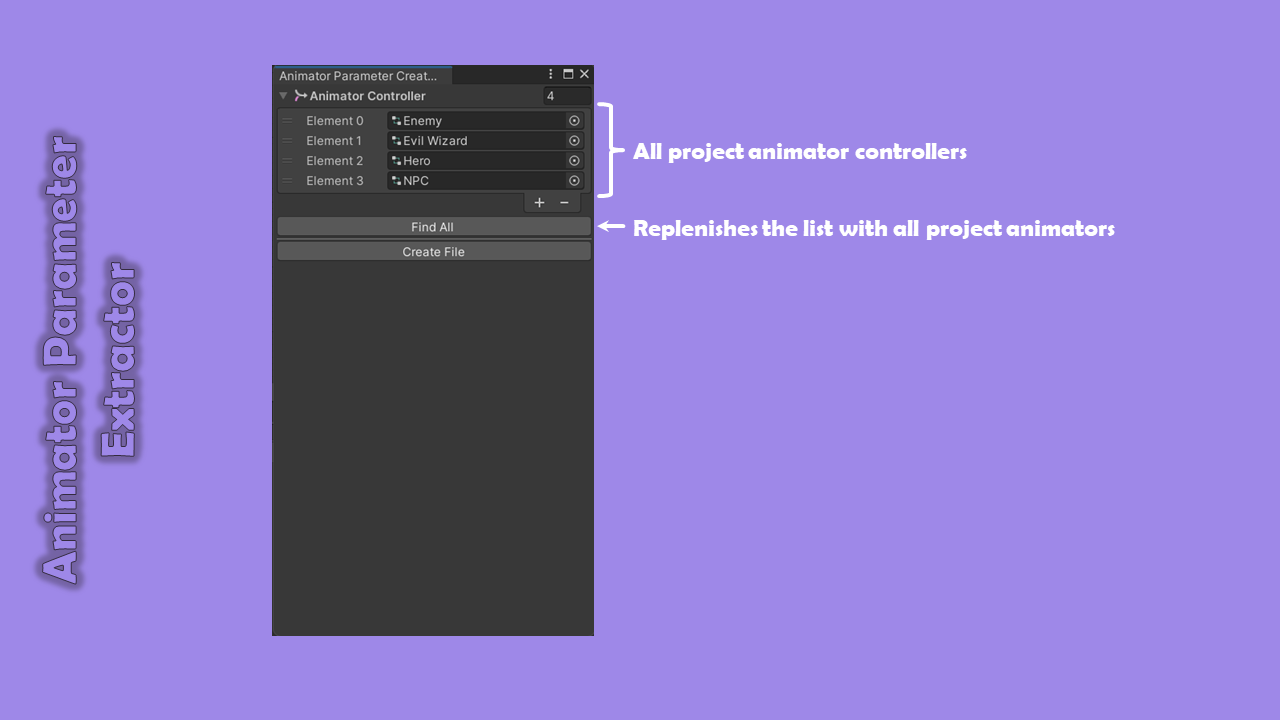 Animator Parameter
Extractor
Animator Parameter Creat...
Animator Controller 4
Element 0 Enemy
Element 1 Evil Wizard
Element 2 Hero
Element 3 NPC
+ −
Find All
Create File
All project animator controllers
Replenishes the list with all project animators